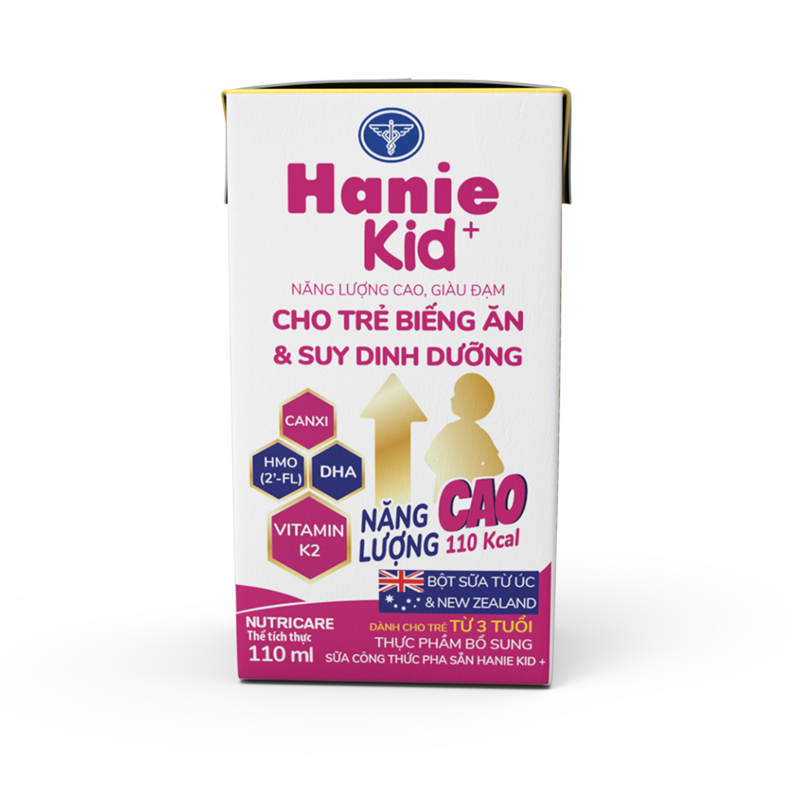 Hanie
Kid+
NĂNG LƯỢNG CAO, GIÀU ĐẠM
CHO TRẺ BIẾNG ĂN
& SUY DINH DƯỠNG
CANXI
HMO
(2'-FL)
DHA
VITAMIN
K2
NĂNG
LƯỢNG
CAO
110 Kcal
BỘT SỮA TỪ ÚC
& NEW ZEALAND
NUTRICARE
Thể tích thực
110 ml
DÀNH CHO TRẺ TỪ 3 TUỔI
THỰC PHẨM BỔ SUNG
SỮA CÔNG THỨC PHA SẴN HANIE KID +